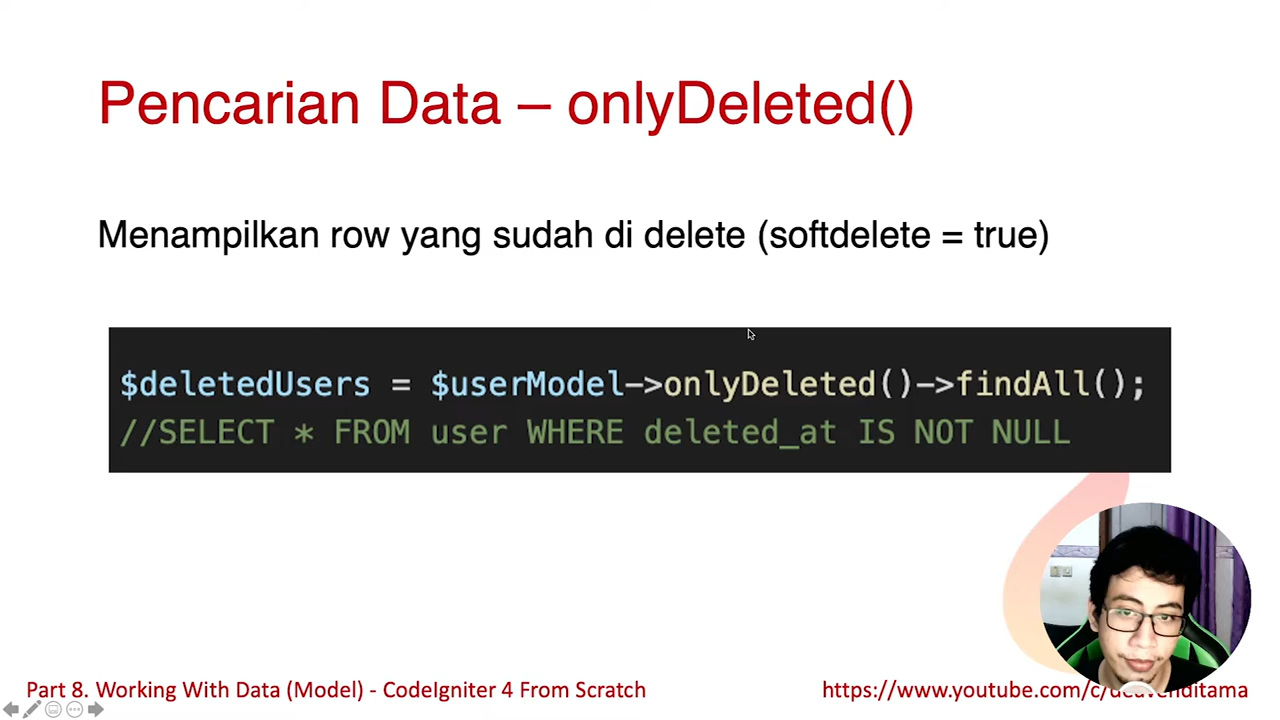 Pencarian Data – onlyDeleted()
Menampilkan row yang sudah di delete (softdelete = true)
$deletedUsers = $userModel->onlyDeleted()->findAll();
//SELECT * FROM user WHERE deleted_at IS NOT NULL
Part 8. Working With Data (Model) - CodeIgniter 4 From Scratch